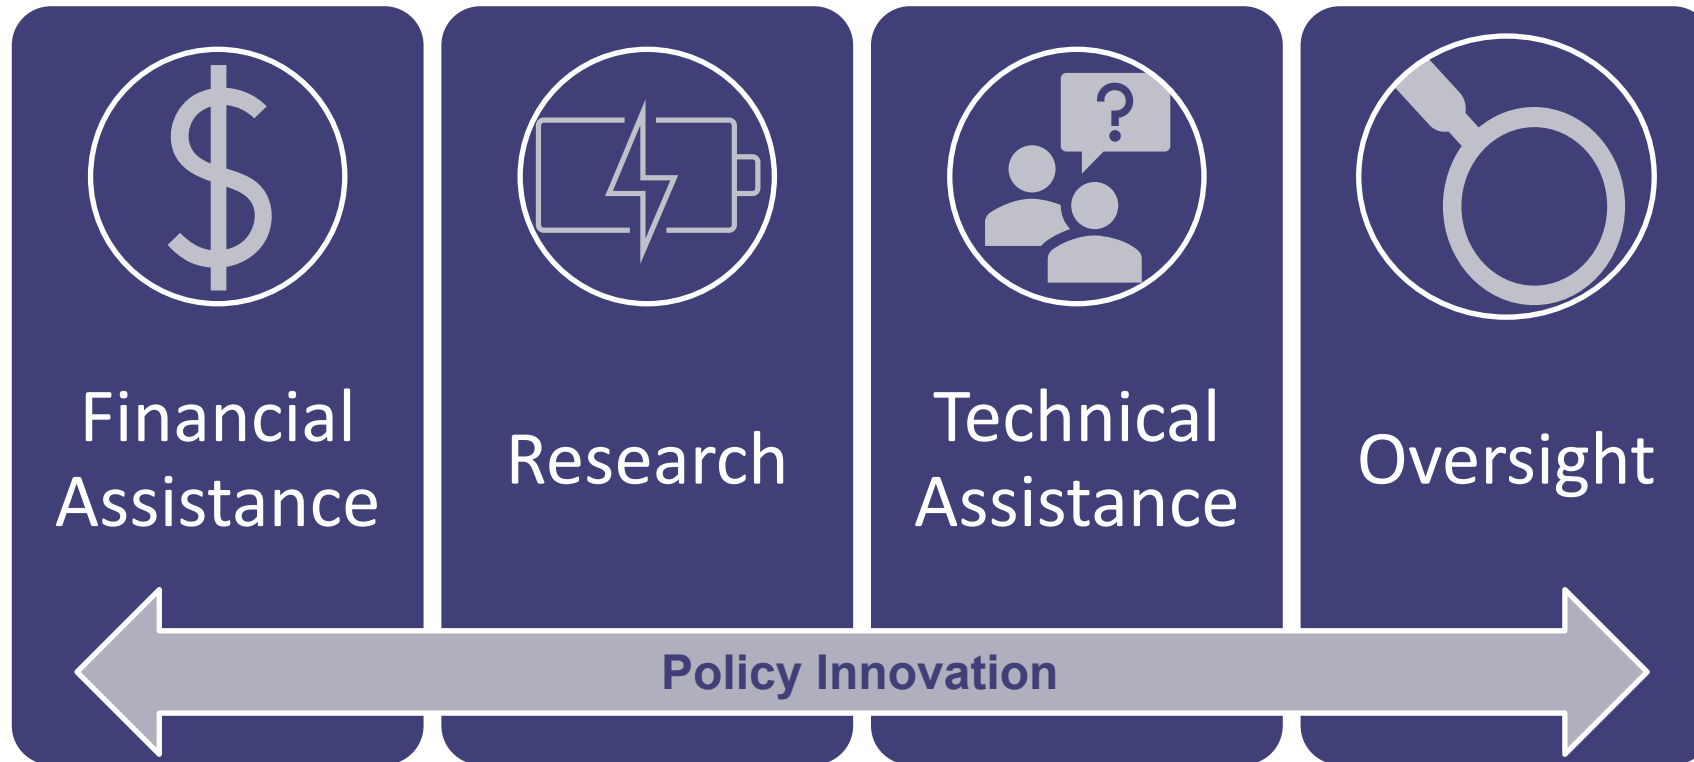 $
?
Financial
Assistance
Research
Technical
Assistance
Oversight
Policy Innovation